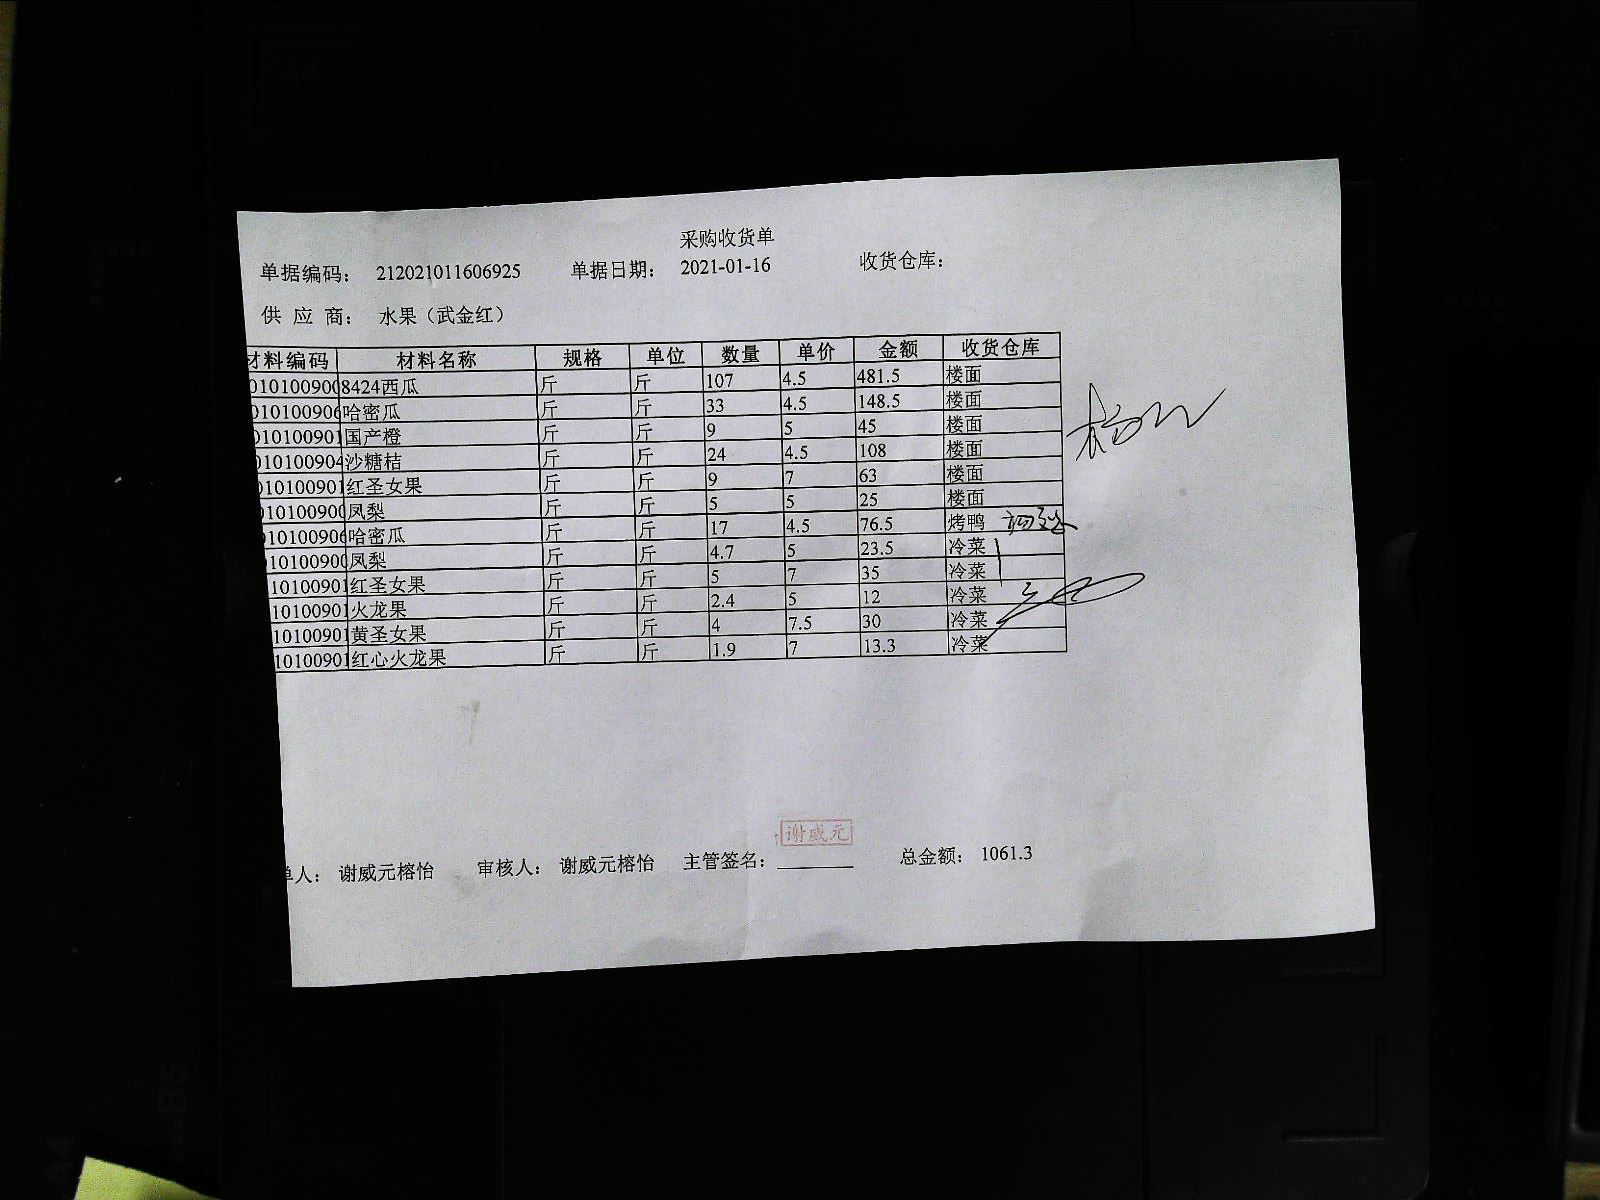 采购收货单
单据编码： 212021011606925 单据日期： 2021-01-16 收货仓库：
供 应 商： 水果（武金红）
材料编码 材料名称 规格 单位 数量 单价 金额 收货仓库
010100900 8424西瓜 斤 斤 107 4.5 481.5 楼面
010100906 哈密瓜 斤 斤 33 4.5 148.5 楼面
010100901 国产橙 斤 斤 9 5 45 楼面
010100904 沙糖桔 斤 斤 24 4.5 108 楼面
010100901 红圣女果 斤 斤 9 7 63 楼面
010100900 凤梨 斤 斤 5 5 25 楼面
010100906 哈密瓜 斤 斤 17 4.5 76.5 烤鸭
010100900 凤梨 斤 斤 4.7 5 23.5 冷菜
10100901 红圣女果 斤 斤 5 7 35 冷菜
10100901 火龙果 斤 斤 2.4 5 12 冷菜
10100901 黄圣女果 斤 斤 4 7.5 30 冷菜
10100901 红心火龙果 斤 斤 1.9 7 13.3 冷菜
谢威元
单人： 谢威元榕怡 审核人： 谢威元榕怡 主管签名： 总金额： 1061.3